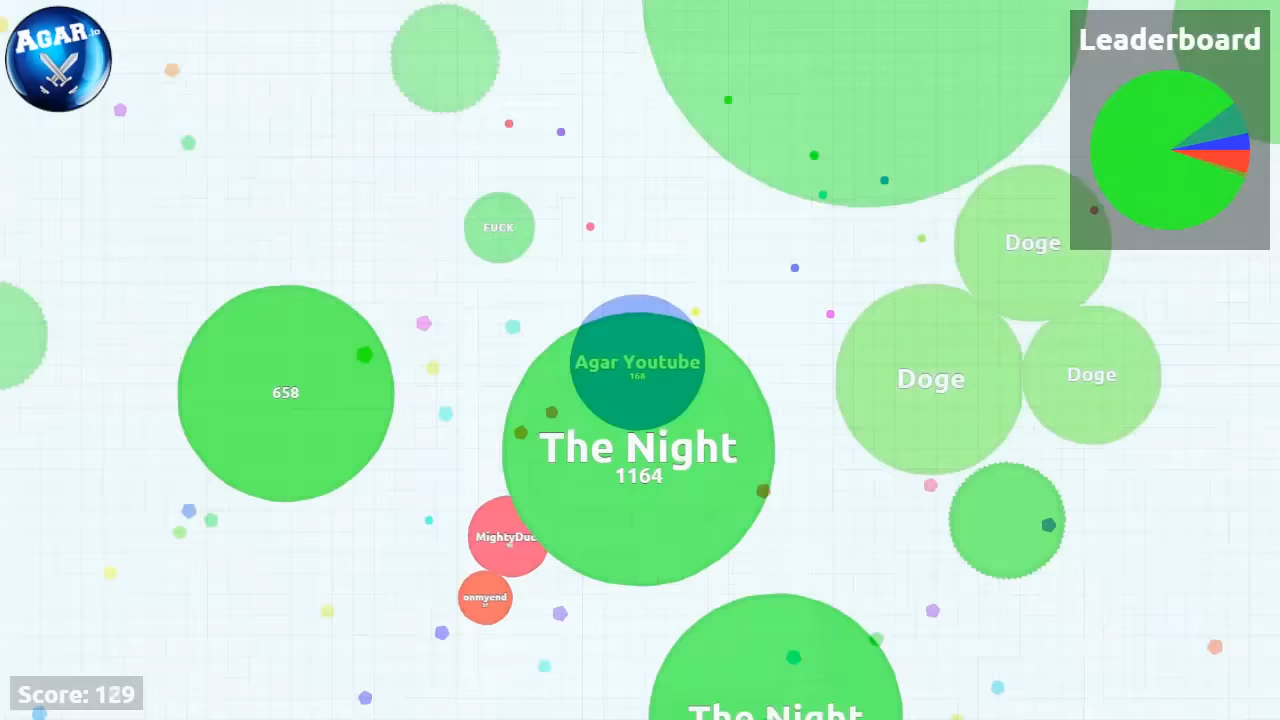 AGAR.io
Leaderboard
FUCK
Doge
Agar Youtube
168
Doge
Doge
658
The Night
1164
MightyDuc
onmyend
The Night
Score: 129